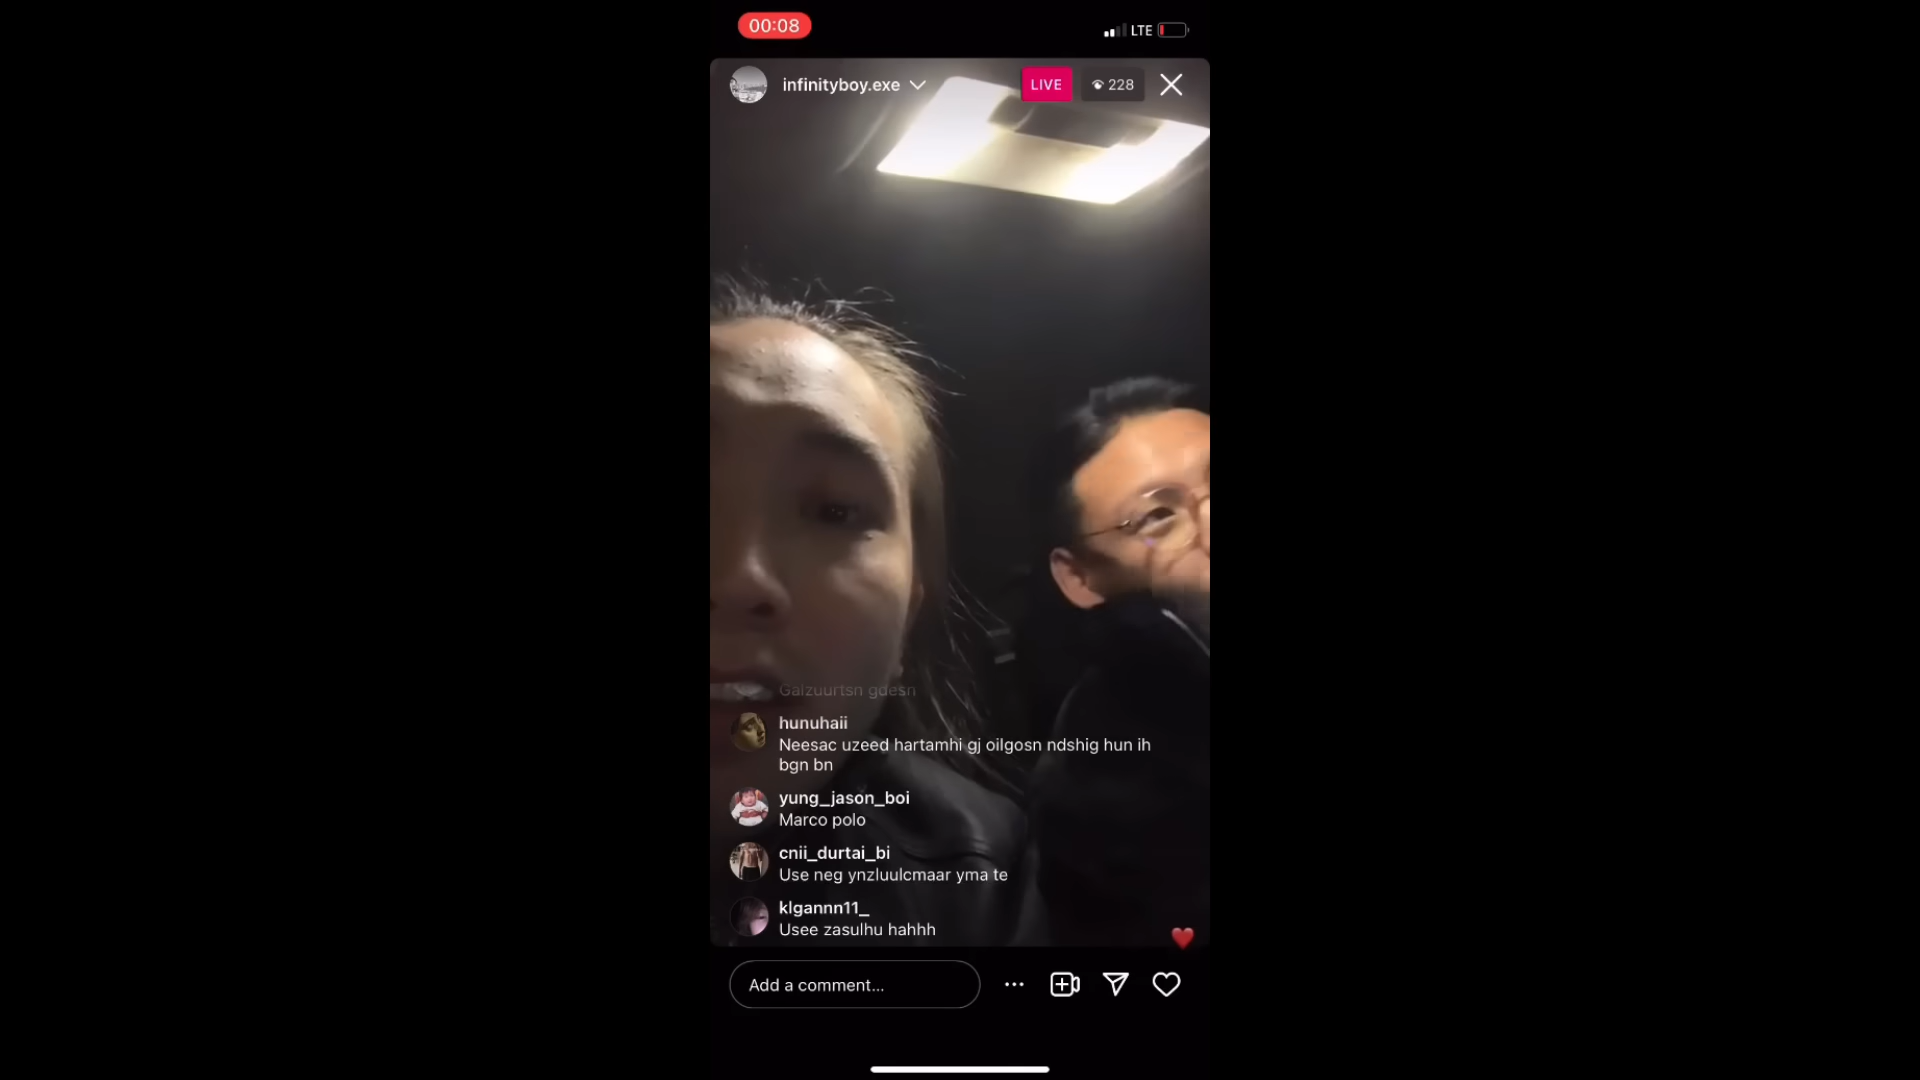 00:08
LTE
infinityboy.exe
LIVE
228
Galzuurtsn gdesn
hunuhaii
Neesac uzeed hartamhi gj oilgosn ndshig hun ih
bgn bn
yung_jason_boi
Marco polo
cnii_durtai_bi
Use neg ynzluulcmaar yma te
klgannn11_
Usee zasulhu hahhh
Add a comment...